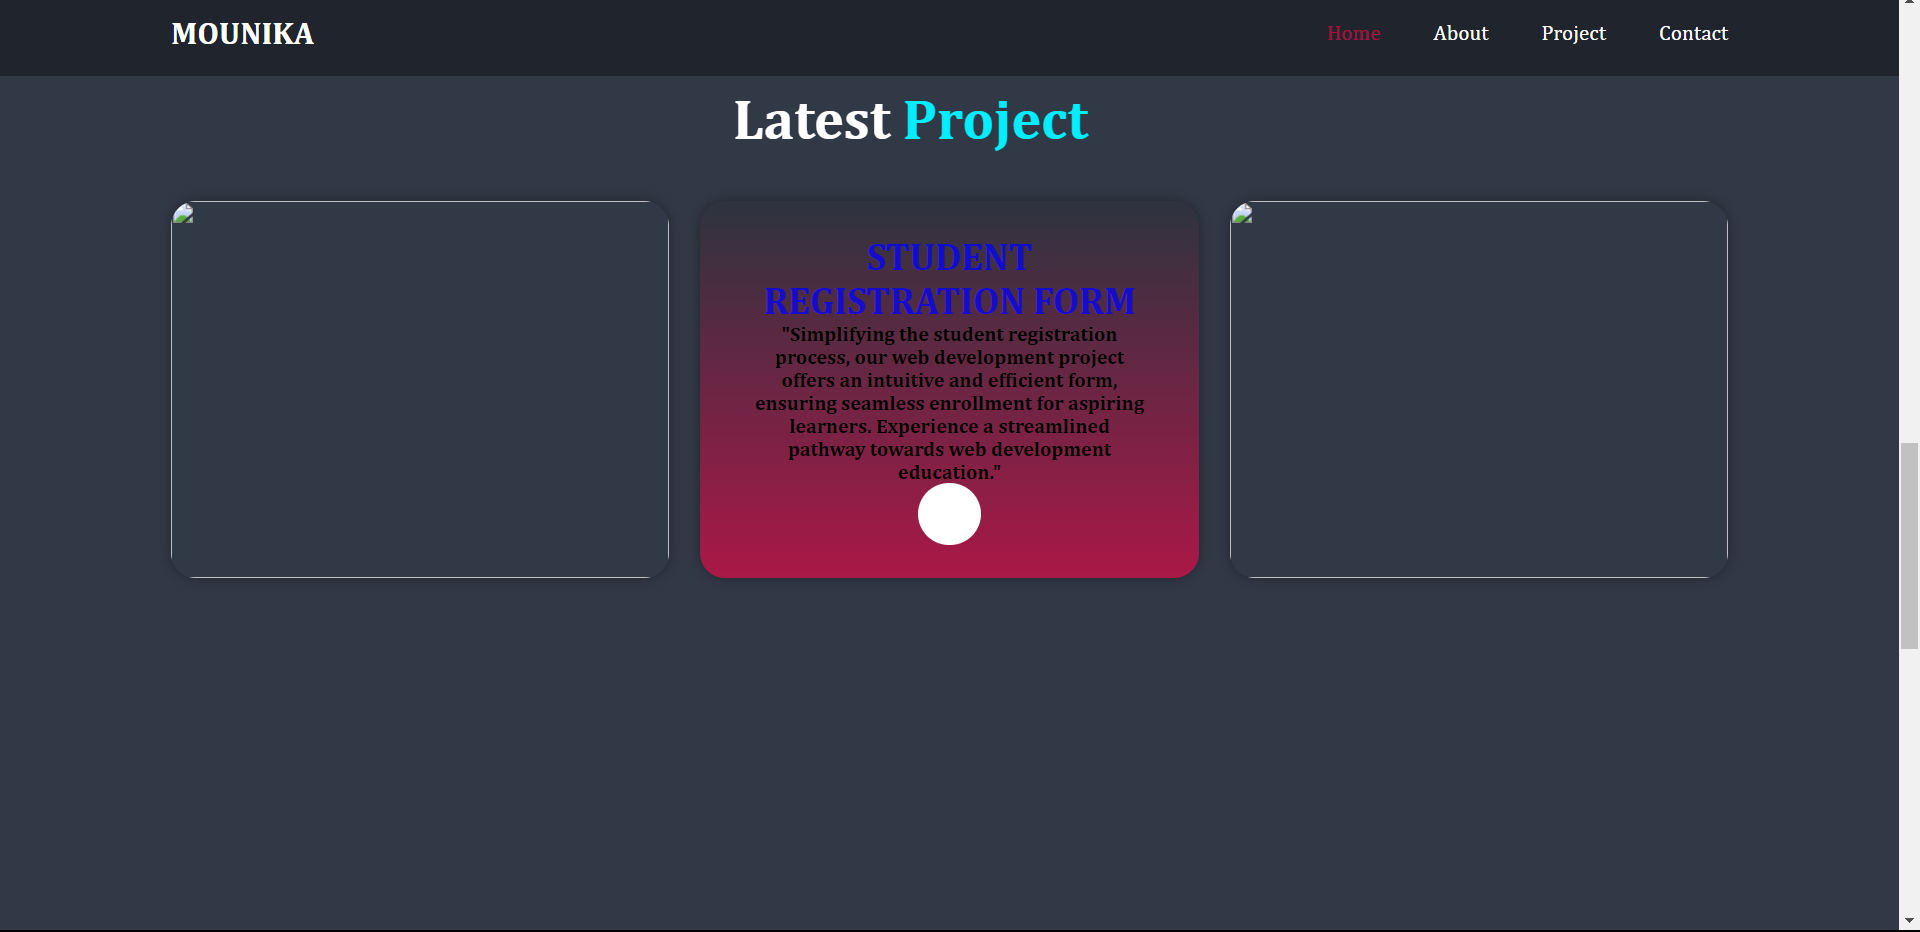 MOUNIKA
Home About Project Contact
Latest Project
STUDENT
REGISTRATION FORM
"Simplifying the student registration
process, our web development project
offers an intuitive and efficient form,
ensuring seamless enrollment for aspiring
learners. Experience a streamlined
pathway towards web development
education."